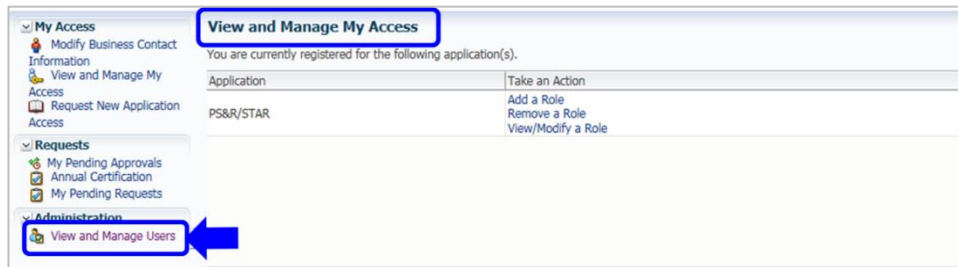 My Access
Modify Business Contact
Information
View and Manage My
Access
Request New Application
Access
Requests
My Pending Approvals
Annual Certification
My Pending Requests
Administration
View and Manage Users
View and Manage My Access
You are currently registered for the following application(s).
Application Take an Action
PS&R/STAR
Add a Role
Remove a Role
View/Modify a Role